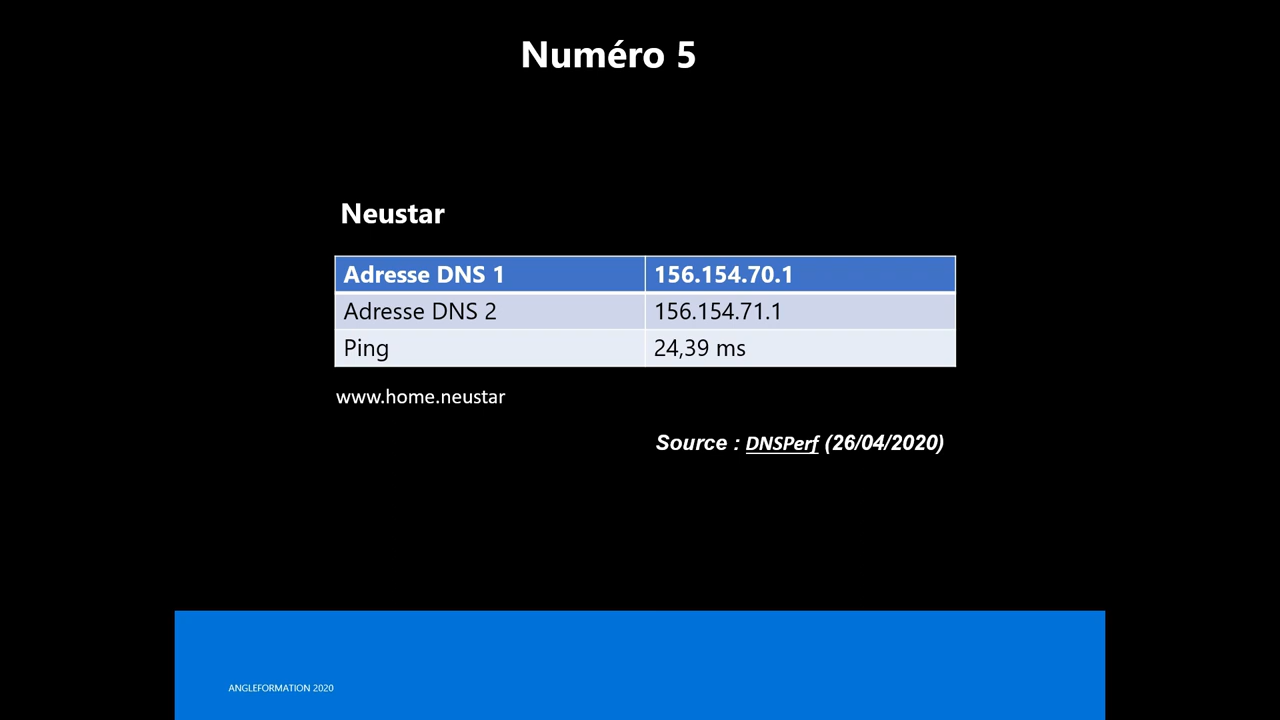 Numéro 5
Neustar
Adresse DNS 1 156.154.70.1
Adresse DNS 2 156.154.71.1
Ping 24,39 ms
www.home.neustar
Source : DNSPerf (26/04/2020)
ANGLEFORMATION 2020